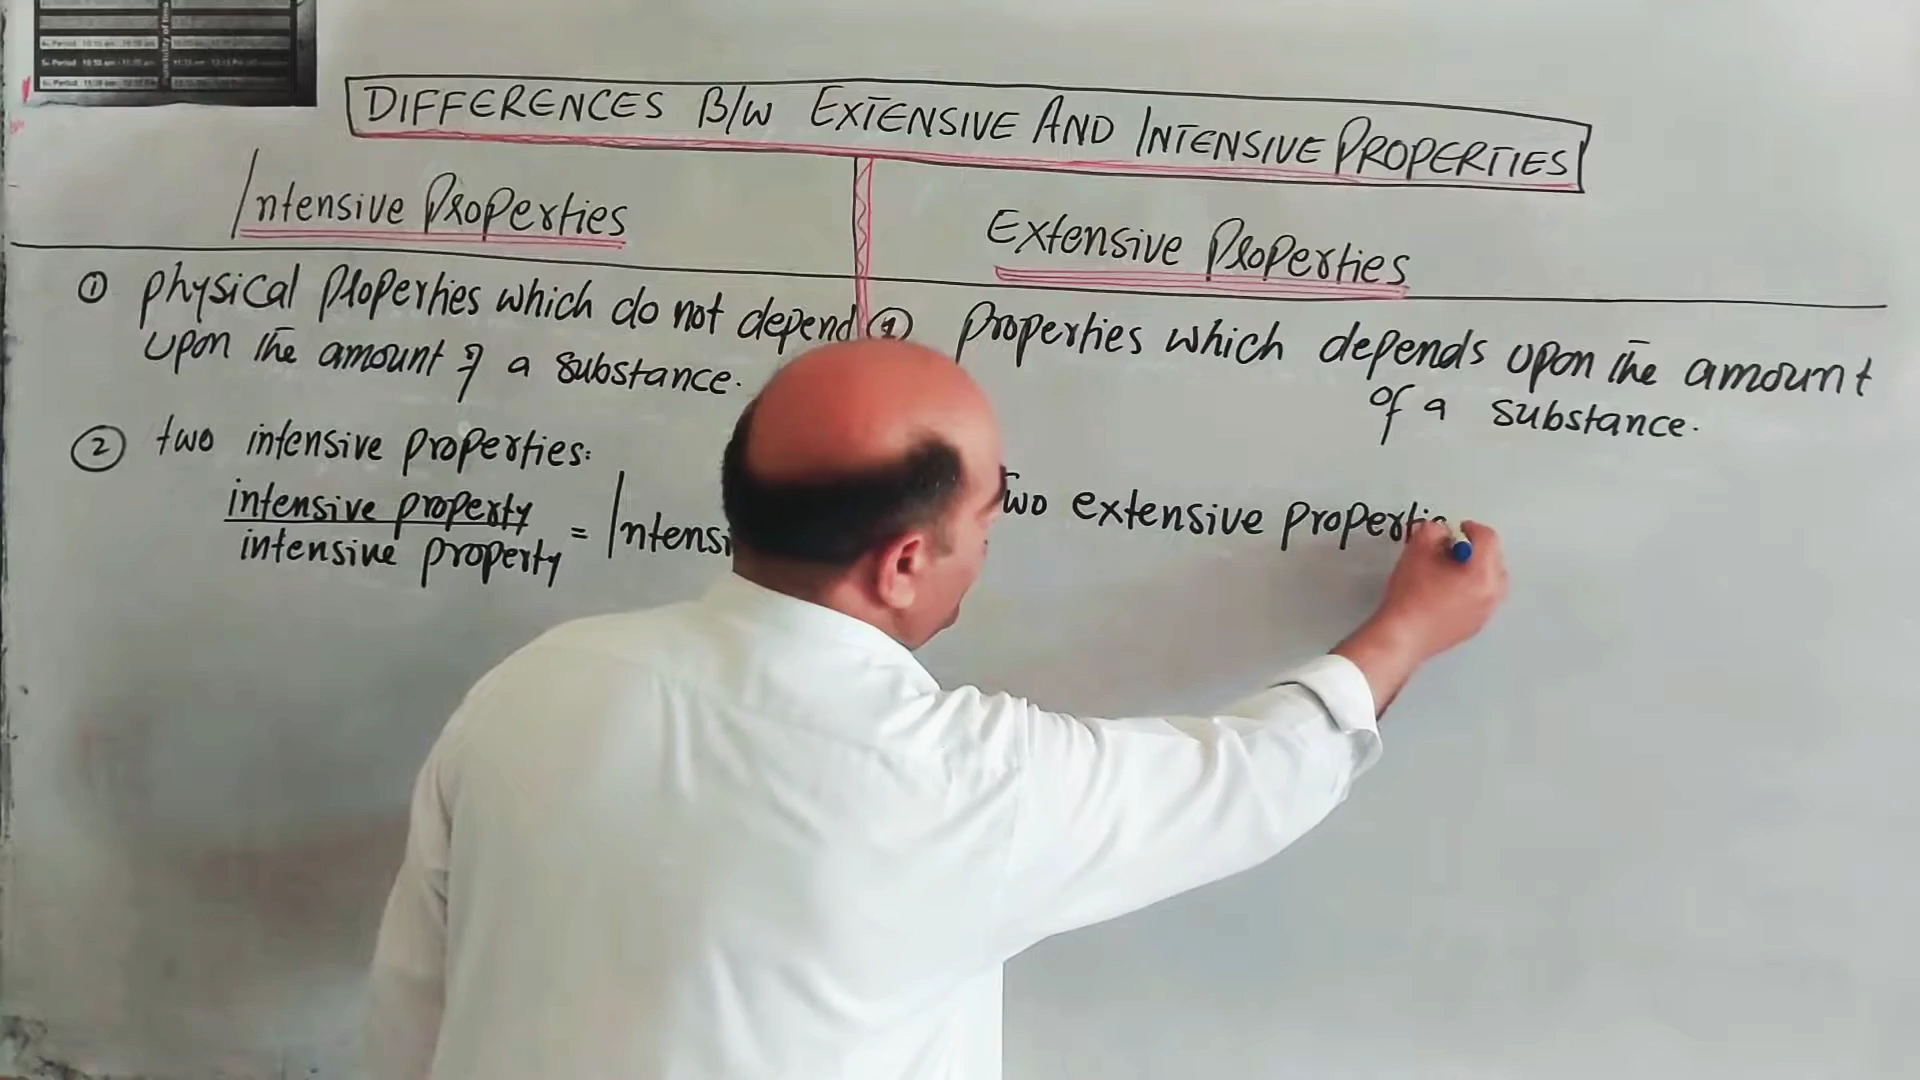 DIFFERENCES B/W EXTENSIVE AND INTENSIVE PROPERTIES
Intensive Properties
Extensive Properties
① physical properties which do not depend
upon the amount of a substance.
② two intensive properties:
intensive property
intensive property
= Intensi
① properties which depends upon the amount
of a substance.
Two extensive properti